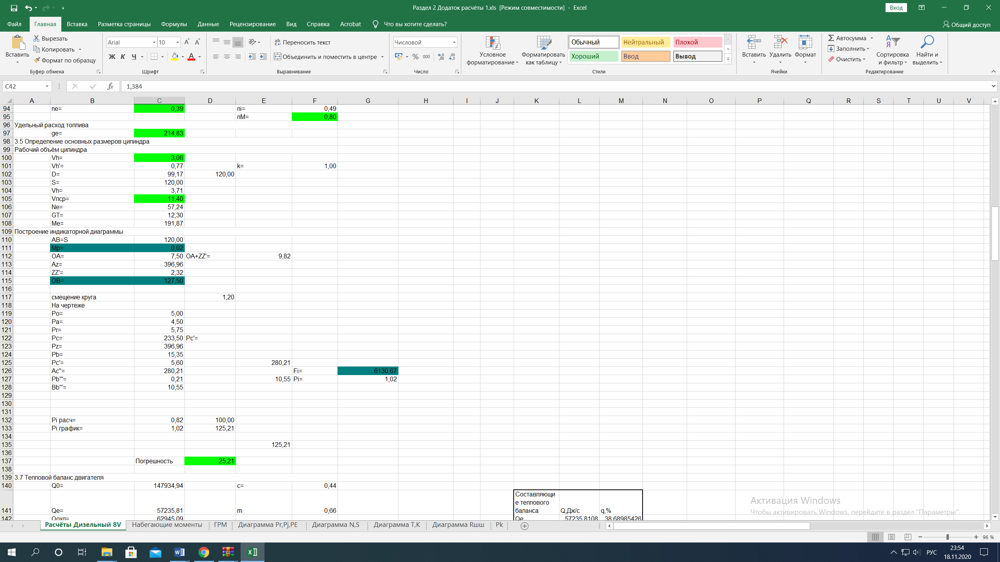 Раздел 2 Додаток расчёты 1.xls [Режим совместимости] - Excel
Вход
Файл Главная Вставка Разметка страницы Формулы Данные Рецензирование Вид Справка Acrobat Что вы хотите сделать? Общий доступ
Вставить
Вырезать
Копировать
Формат по образцу
Буфер обмена
Arial 10
Ж К Ч
Шрифт
Переносить текст
Объединить и поместить в центре
Выравнивание
Числовой
% 000
Число
Условное форматирование
Форматировать как таблицу
Обычный Нейтральный Плохой
Хороший Ввод Вывод
Стили
Вставить Удалить Формат
Ячейки
Автосумма
Заполнить
Очистить
Сортировка и фильтр
Найти и выделить
Редактирование
C42 fx 1,384
A B C D E F G H I J K L M N O P Q R S T U V
94 ne= 0,39 ni= 0,49
95 nM= 0,80
96 Удельный расход топлива
97 ge= 214,83
98 3.5 Определение основных размеров цилиндра
99 Рабочий объём цилиндра
100 Vh= 3,06
101 Vh'= 0,77 k= 1,00
102 D= 99,17 120,00
103 S= 120,00
104 Vh= 3,71
105 Vпср= 11,40
106 Ne= 57,24
107 GT= 12,30
108 Me= 191,87
109 Построение индикаторной диаграммы
110 AB=S 120,00
111 Mp= 0,02
112 OA= 7,50 OA+ZZ'= 9,82
113 Az= 396,96
114 ZZ'= 2,32
115 OB= 127,50
116
117 смещение круга 1,20
118 На чертеже
119 Po= 5,00
120 Pa= 4,50
121 Pr= 5,75
122 Pc= 233,50 Pc'=
123 Pz= 396,96
124 Pb= 15,35
125 Pc'= 5,60 280,21
126 Ac"= 280,21 Fi= 6130,67
127 Pb'''= 0,21 10,55 Pi= 1,02
128 Bb'''= 10,55
129
130
131
132 Pi расч= 0,82 100,00
133 Pi график= 1,02 125,21
134
135 125,21
136
137 Погрешность 25,21
138
139 3.7 Тепловой баланс двигателя
140 Q0= 147934,94 c= 0,44
Составляющи
е теплового
141 Qe= 57235,81 m 0,66 баланса Q,Дж/с q,%
142 Qохл= 62945,09 Qe 57235,8108 38,68985426
Активация Windows
Чтобы активировать Windows, перейдите в раздел "Параметры".
Расчёты Дизельный 8V Набегающие моменты ГРМ Диаграмма Pr,Pj,PE Диаграмма N,S Диаграмма T,K Диаграмма Rшш Pk
96 %
РУС
23:54
18.11.2020